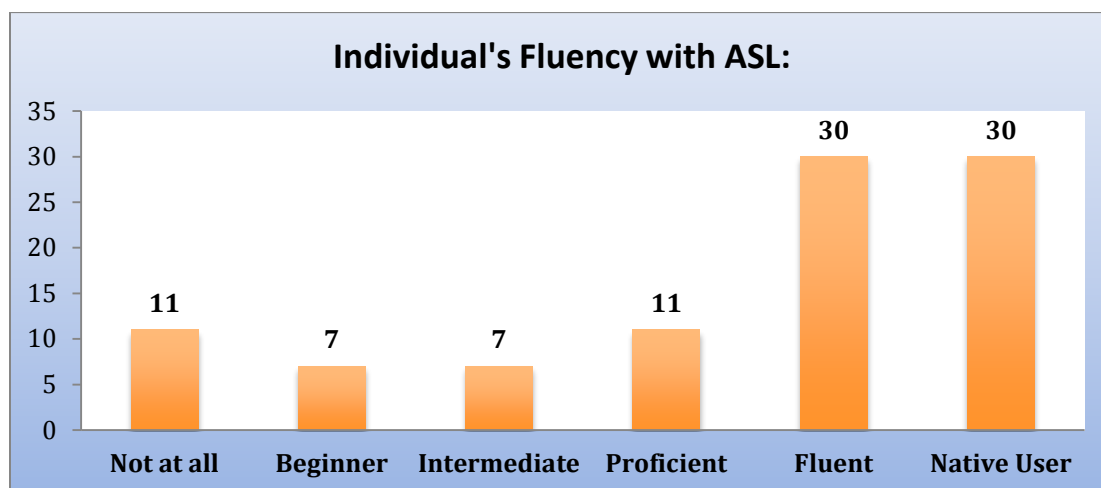 Individual's Fluency with ASL:
35
30
25
20
15
10
5
0
11
7
7
11
30
30
Not at all
Beginner
Intermediate
Proficient
Fluent
Native User